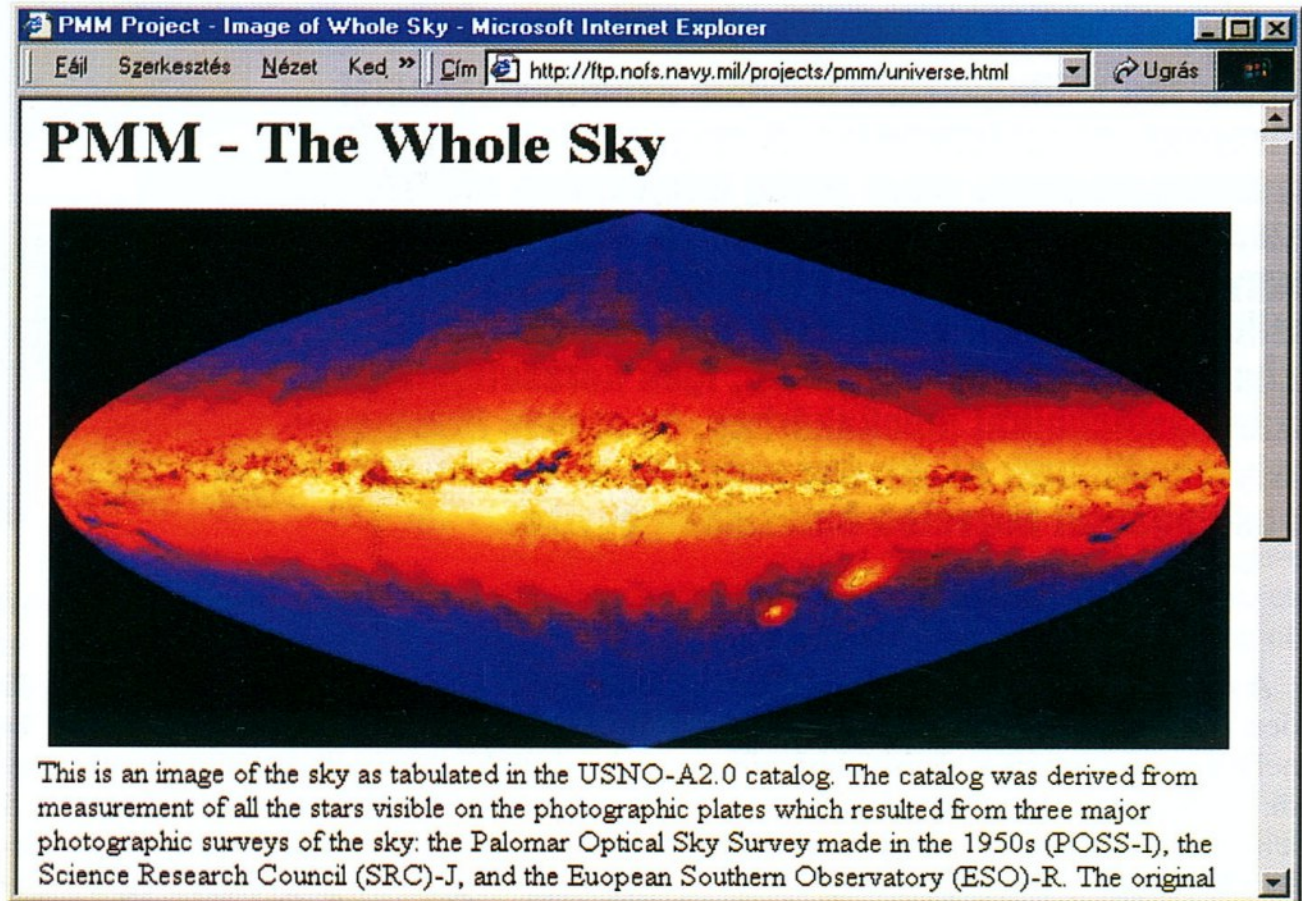 PMM Project - Image of Whole Sky - Microsoft Internet Explorer
Fájl Szerkesztés Nézet Ked » Cím http://ftp.nofs.navy.mil/projects/pmm/universe.html Ugrás
PMM - The Whole Sky
This is an image of the sky as tabulated in the USNO-A2.0 catalog. The catalog was derived from
measurement of all the stars visible on the photographic plates which resulted from three major
photographic surveys of the sky: the Palomar Optical Sky Survey made in the 1950s (POSS-I), the
Science Research Council (SRC)-J, and the Euopean Southern Observatory (ESO)-R. The original